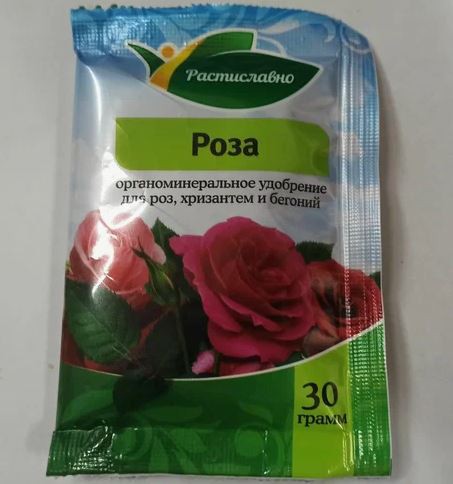 Растиславно
Роза
органоминеральное удобрение
для роз, хризантем и бегоний
30
грамм